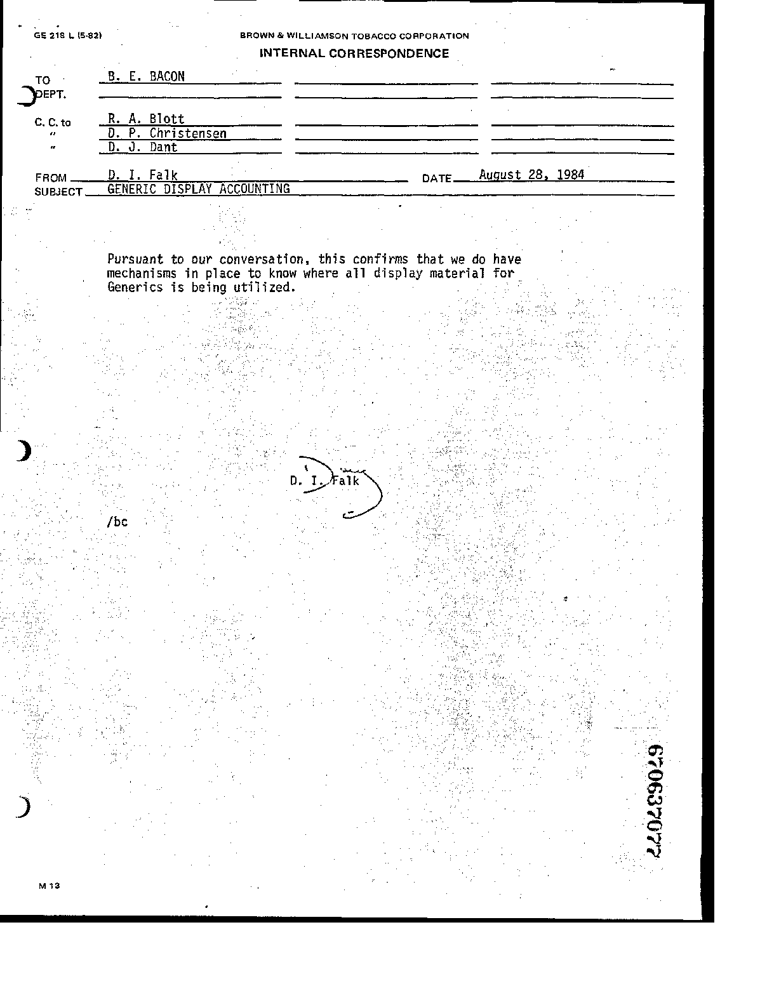 GE 218 L (5-82)
BROWN & WILLIAMSON TOBACCO CORPORATION
INTERNAL CORRESPONDENCE
TO B. E. BACON
DEPT.
C. C. to R. A. Blott
" D. P. Christensen
" D. J. Dant
FROM D. I. Falk DATE August 28, 1984
SUBJECT GENERIC DISPLAY ACCOUNTING
Pursuant to our conversation, this confirms that we do have
mechanisms in place to know where all display material for
Generics is being utilized.
D. I. Falk
/bc
670637077
M 13